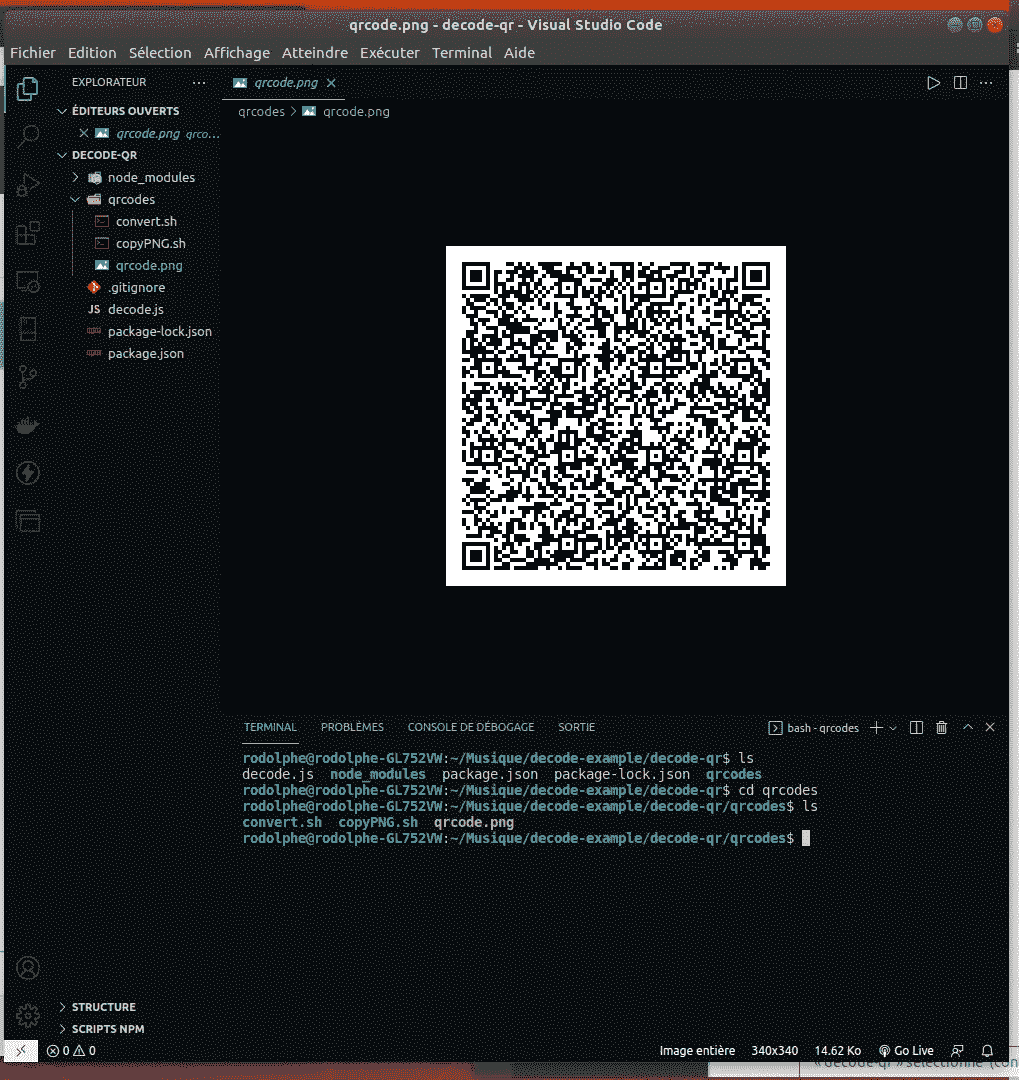 qrcode.png - decode-qr - Visual Studio Code
Fichier Edition Sélection Affichage Atteindre Exécuter Terminal Aide
EXPLORATEUR
qrcode.png
ÉDITEURS OUVERTS
qrcodes > qrcode.png
qrcode.png qrco...
DECODE-QR
node_modules
qrcodes
convert.sh
copyPNG.sh
qrcode.png
.gitignore
JS decode.js
package-lock.json
package.json
TERMINAL PROBLÈMES CONSOLE DE DÉBOGAGE SORTIE bash - qrcodes
rodolphe@rodolphe-GL752VW:~/Musique/decode-example/decode-qr$ ls
decode.js node_modules package.json package-lock.json qrcodes
rodolphe@rodolphe-GL752VW:~/Musique/decode-example/decode-qr$ cd qrcodes
rodolphe@rodolphe-GL752VW:~/Musique/decode-example/decode-qr/qrcodes$ ls
convert.sh copyPNG.sh qrcode.png
rodolphe@rodolphe-GL752VW:~/Musique/decode-example/decode-qr/qrcodes$
STRUCTURE
SCRIPTS NPM
0 0 Image entière 340x340 14.62 Ko Go Live